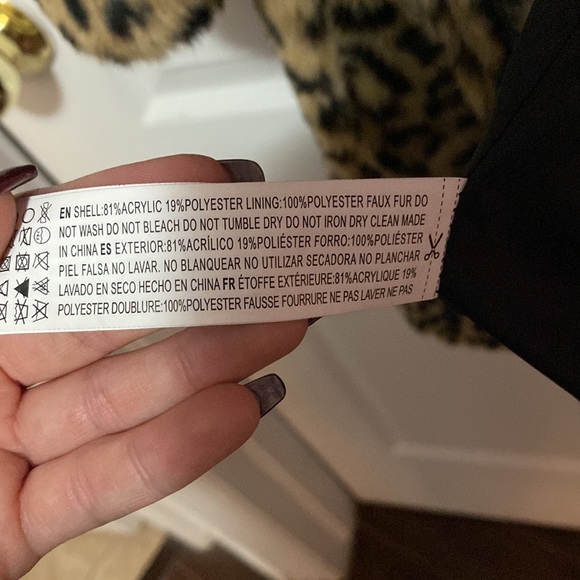 EN SHELL:81%ACRYLIC 19%POLYESTER LINING:100%POLYESTER FAUX FUR DO
NOT WASH DO NOT BLEACH DO NOT TUMBLE DRY DO NOT IRON DRY CLEAN MADE
IN CHINA ES EXTERIOR:81%ACRÍLICO 19%POLIÉSTER FORRO:100%POLIÉSTER
PIEL FALSA NO LAVAR. NO BLANQUEAR NO UTILIZAR SECADORA NO PLANCHAR
LAVADO EN SECO HECHO EN CHINA FR ÉTOFFE EXTÉRIEURE:81%ACRYLIQUE 19%
POLYESTER DOUBLURE:100%POLYESTER FAUSSE FOURRURE NE PAS LAVER NE PAS